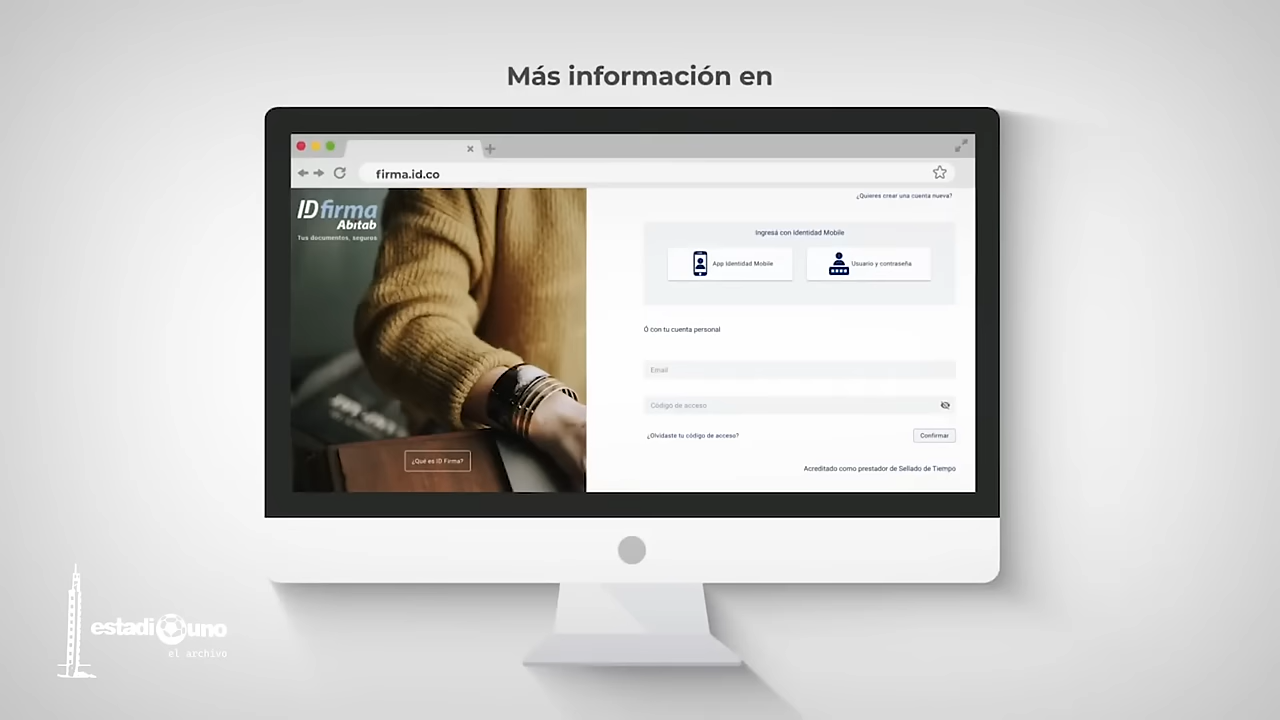 Más información en
firma.id.co
IDfirma
Abitab
Tus documentos, seguros
¿Qué es ID Firma?
¿Quieres crear una cuenta nueva?
Ingresá con Identidad Mobile
App Identidad Mobile
Usuario y contraseña
Ó con tu cuenta personal
Email
Código de acceso
¿Olvidaste tu código de acceso?
Confirmar
Acreditado como prestador de Sellado de Tiempo
estadiouno
el archivo